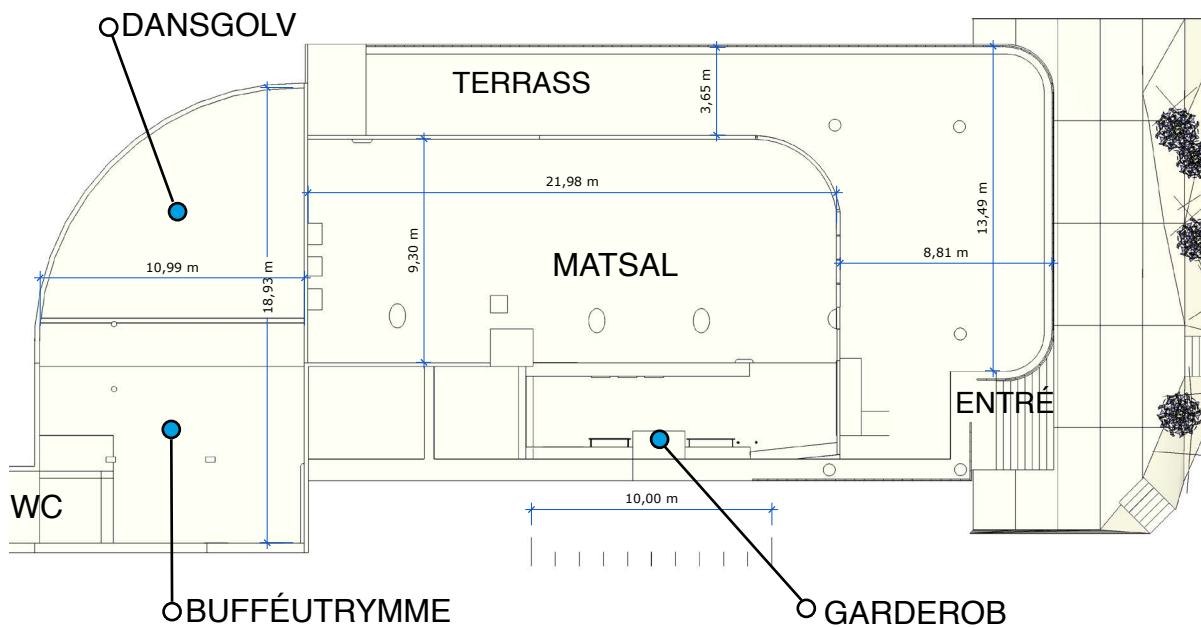 DANSGOLV
TERRASS
3,65 m
21,98 m
13,49 m
9,30 m
MATSAL
8,81 m
10,99 m
18,93 m
ENTRÉ
WC
10,00 m
BUFFÉUTRYMME
GARDEROB